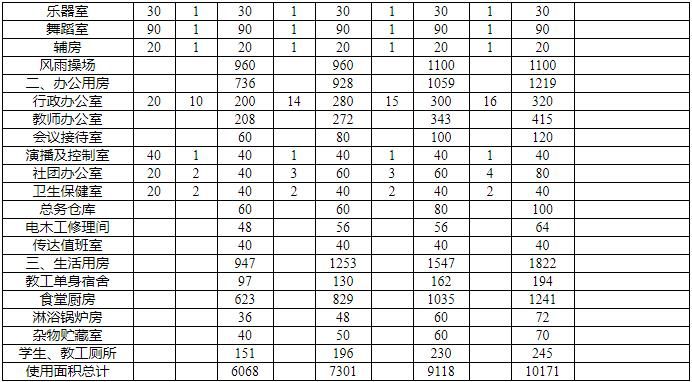 乐器室 30 1 30 1 30 1 30 1 30
舞蹈室 90 1 90 1 90 1 90 1 90
辅房 20 1 20 1 20 1 20 1 20
风雨操场 960 960 1100 1100
二、办公用房 736 928 1059 1219
行政办公室 20 10 200 14 280 15 300 16 320
教师办公室 208 272 343 415
会议接待室 60 80 100 120
演播及控制室 40 1 40 1 40 1 40 1 40
社团办公室 20 2 40 3 60 3 60 4 80
卫生保健室 20 2 40 2 40 2 40 2 40
总务仓库 60 60 80 100
电木工修理间 48 56 56 64
传达值班室 40 40 40 40
三、生活用房 947 1253 1547 1822
教工单身宿舍 97 130 162 194
食堂厨房 623 829 1035 1241
淋浴锅炉房 36 48 60 72
杂物贮藏室 40 50 60 70
学生、教工厕所 151 196 230 245
使用面积总计 6068 7301 9118 10171